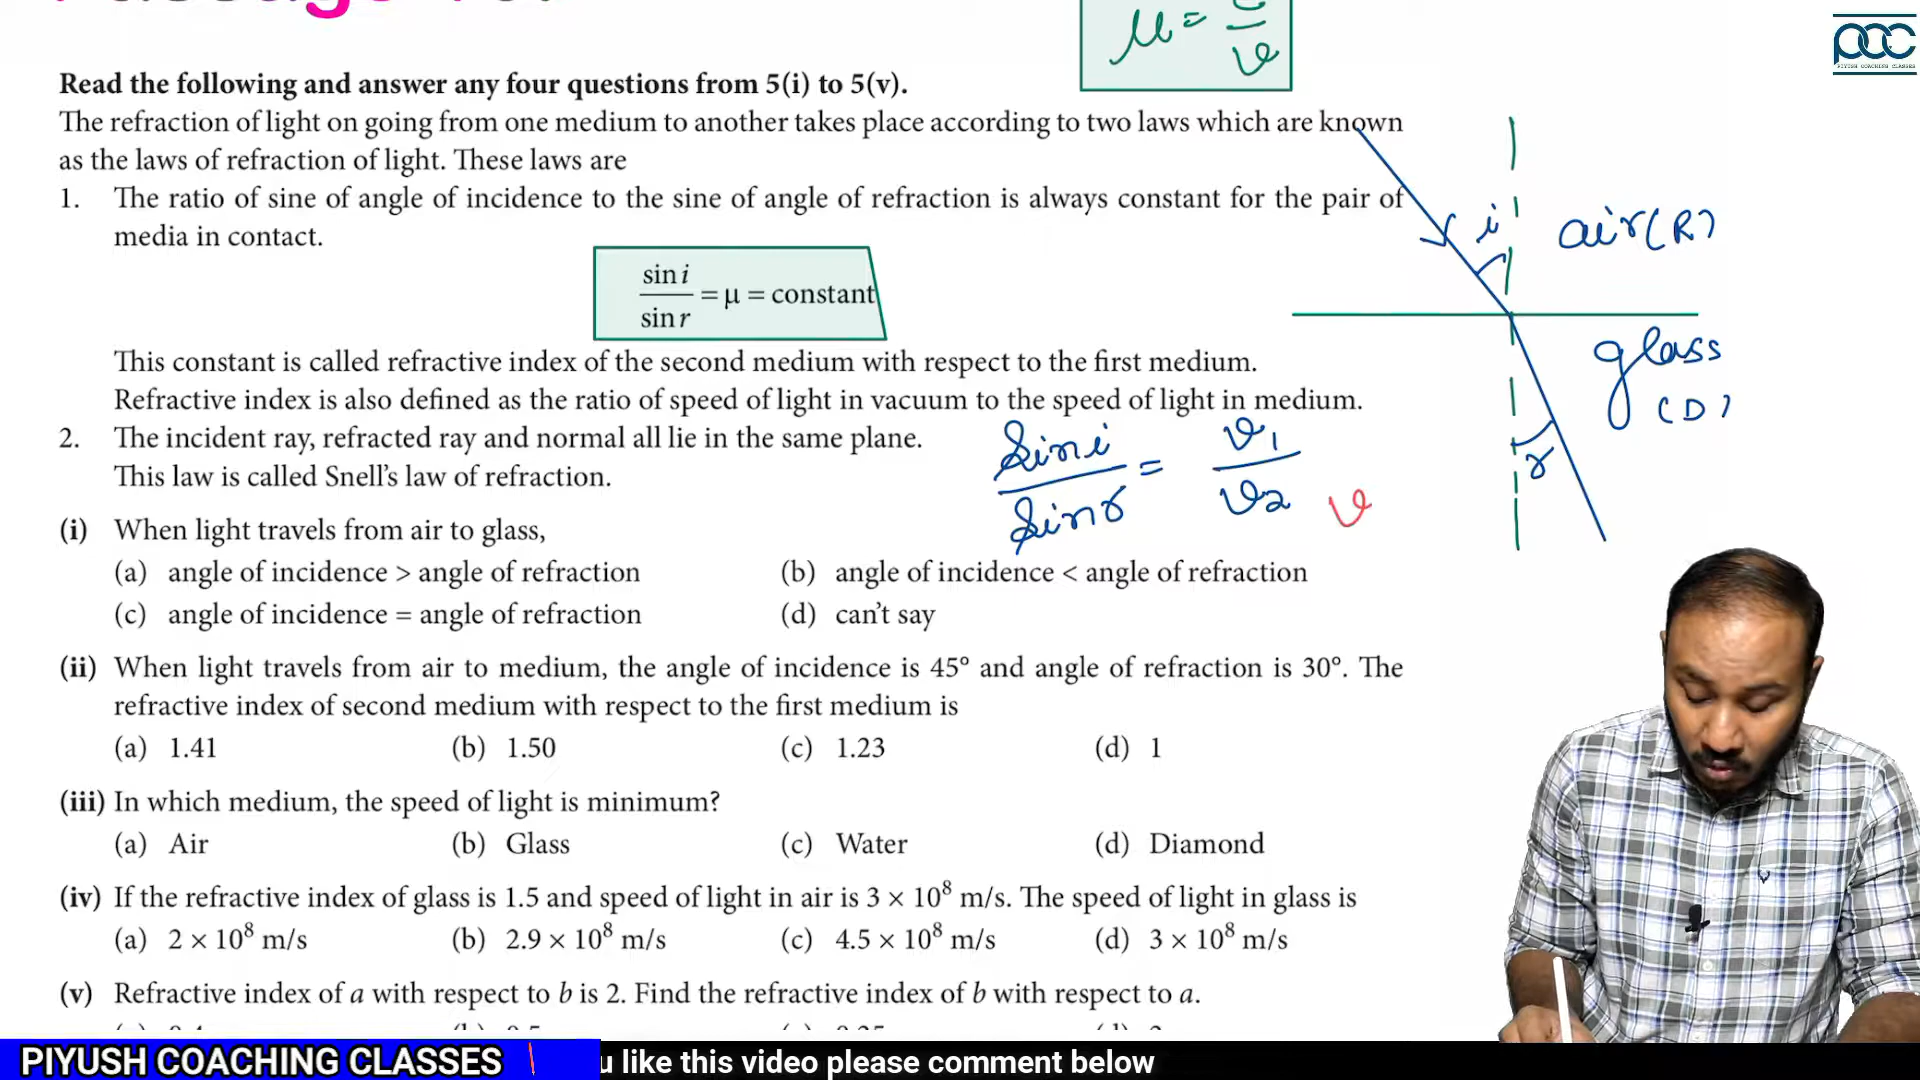 μ = v
PCC
PIYUSH COACHING CLASSES
Read the following and answer any four questions from 5(i) to 5(v).
The refraction of light on going from one medium to another takes place according to two laws which are known
as the laws of refraction of light. These laws are
1. The ratio of sine of angle of incidence to the sine of angle of refraction is always constant for the pair of
media in contact.
sin i / sin r = μ = constant
i air(R)
This constant is called refractive index of the second medium with respect to the first medium.
glass
Refractive index is also defined as the ratio of speed of light in vacuum to the speed of light in medium.
(D)
2. The incident ray, refracted ray and normal all lie in the same plane.
This law is called Snell's law of refraction.
Sin i / Sin r = v1 / v2 v
r
(i) When light travels from air to glass,
(a) angle of incidence > angle of refraction (b) angle of incidence < angle of refraction
(c) angle of incidence = angle of refraction (d) can't say
(ii) When light travels from air to medium, the angle of incidence is 45° and angle of refraction is 30°. The
refractive index of second medium with respect to the first medium is
(a) 1.41 (b) 1.50 (c) 1.23 (d) 1
(iii) In which medium, the speed of light is minimum?
(a) Air (b) Glass (c) Water (d) Diamond
(iv) If the refractive index of glass is 1.5 and speed of light in air is 3 × 10⁸ m/s. The speed of light in glass is
(a) 2 × 10⁸ m/s (b) 2.9 × 10⁸ m/s (c) 4.5 × 10⁸ m/s (d) 3 × 10⁸ m/s
(v) Refractive index of a with respect to b is 2. Find the refractive index of b with respect to a.
PIYUSH COACHING CLASSES
u like this video please comment below